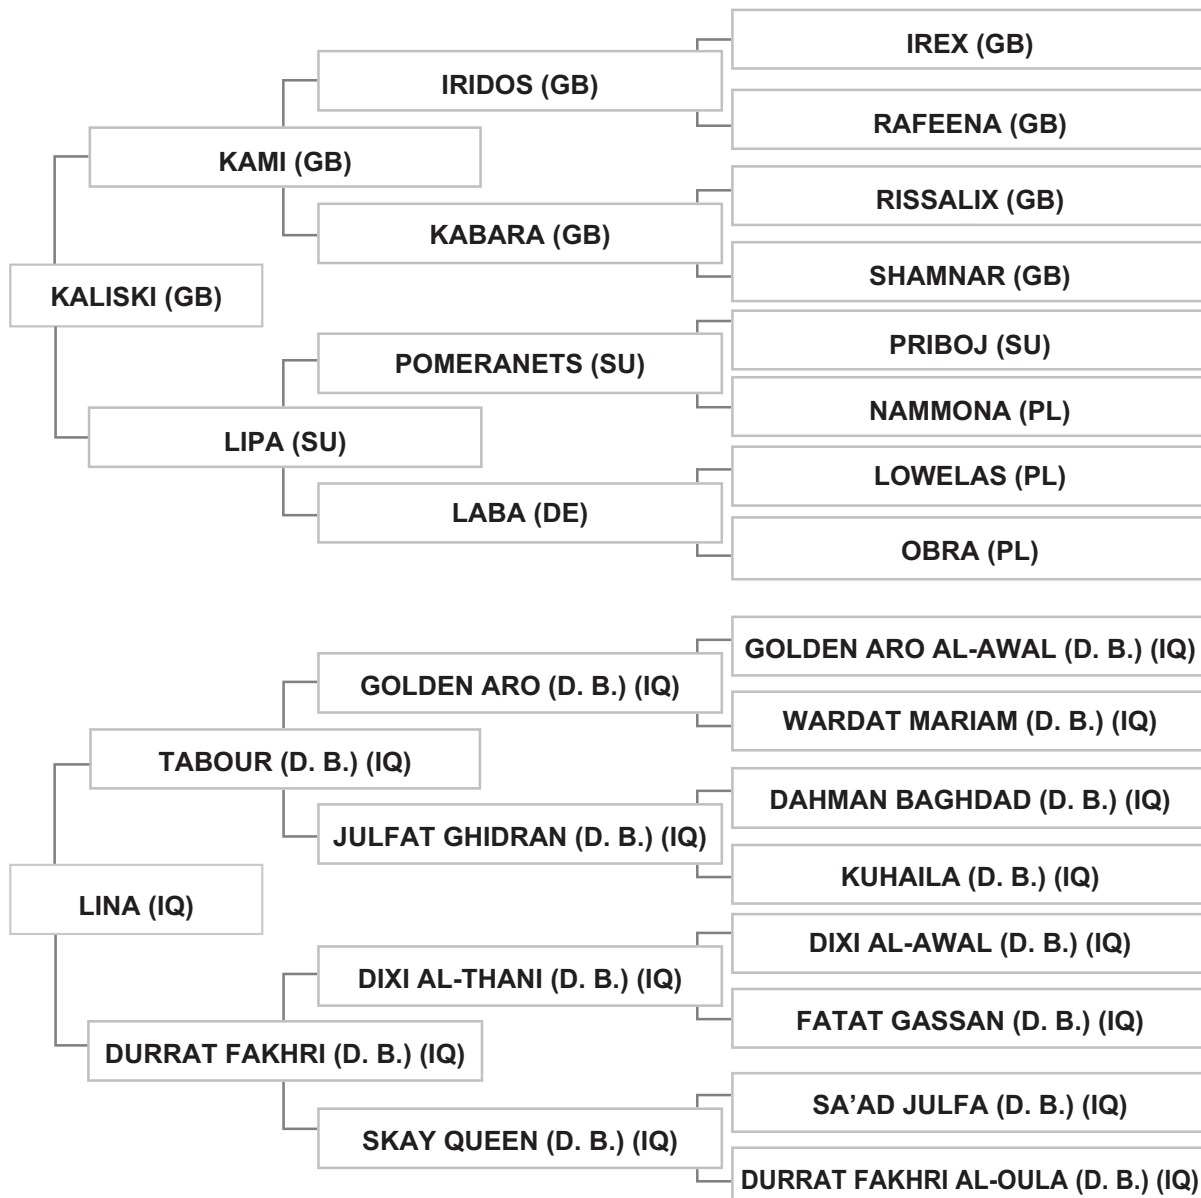 IREX (GB)
IRIDOS (GB)
RAFEENA (GB)
KAMI (GB)
RISSALIX (GB)
KABARA (GB)
SHAMNAR (GB)
KALISKI (GB)
PRIBOJ (SU)
POMERANETS (SU)
NAMMONA (PL)
LIPA (SU)
LOWELAS (PL)
LABA (DE)
OBRA (PL)
GOLDEN ARO AL-AWAL (D. B.) (IQ)
GOLDEN ARO (D. B.) (IQ)
WARDAT MARIAM (D. B.) (IQ)
TABOUR (D. B.) (IQ)
DAHMAN BAGHDAD (D. B.) (IQ)
JULFAT GHIDRAN (D. B.) (IQ)
KUHAILA (D. B.) (IQ)
LINA (IQ)
DIXI AL-AWAL (D. B.) (IQ)
DIXI AL-THANI (D. B.) (IQ)
FATAT GASSAN (D. B.) (IQ)
DURRAT FAKHRI (D. B.) (IQ)
SA’AD JULFA (D. B.) (IQ)
SKAY QUEEN (D. B.) (IQ)
DURRAT FAKHRI AL-OULA (D. B.) (IQ)